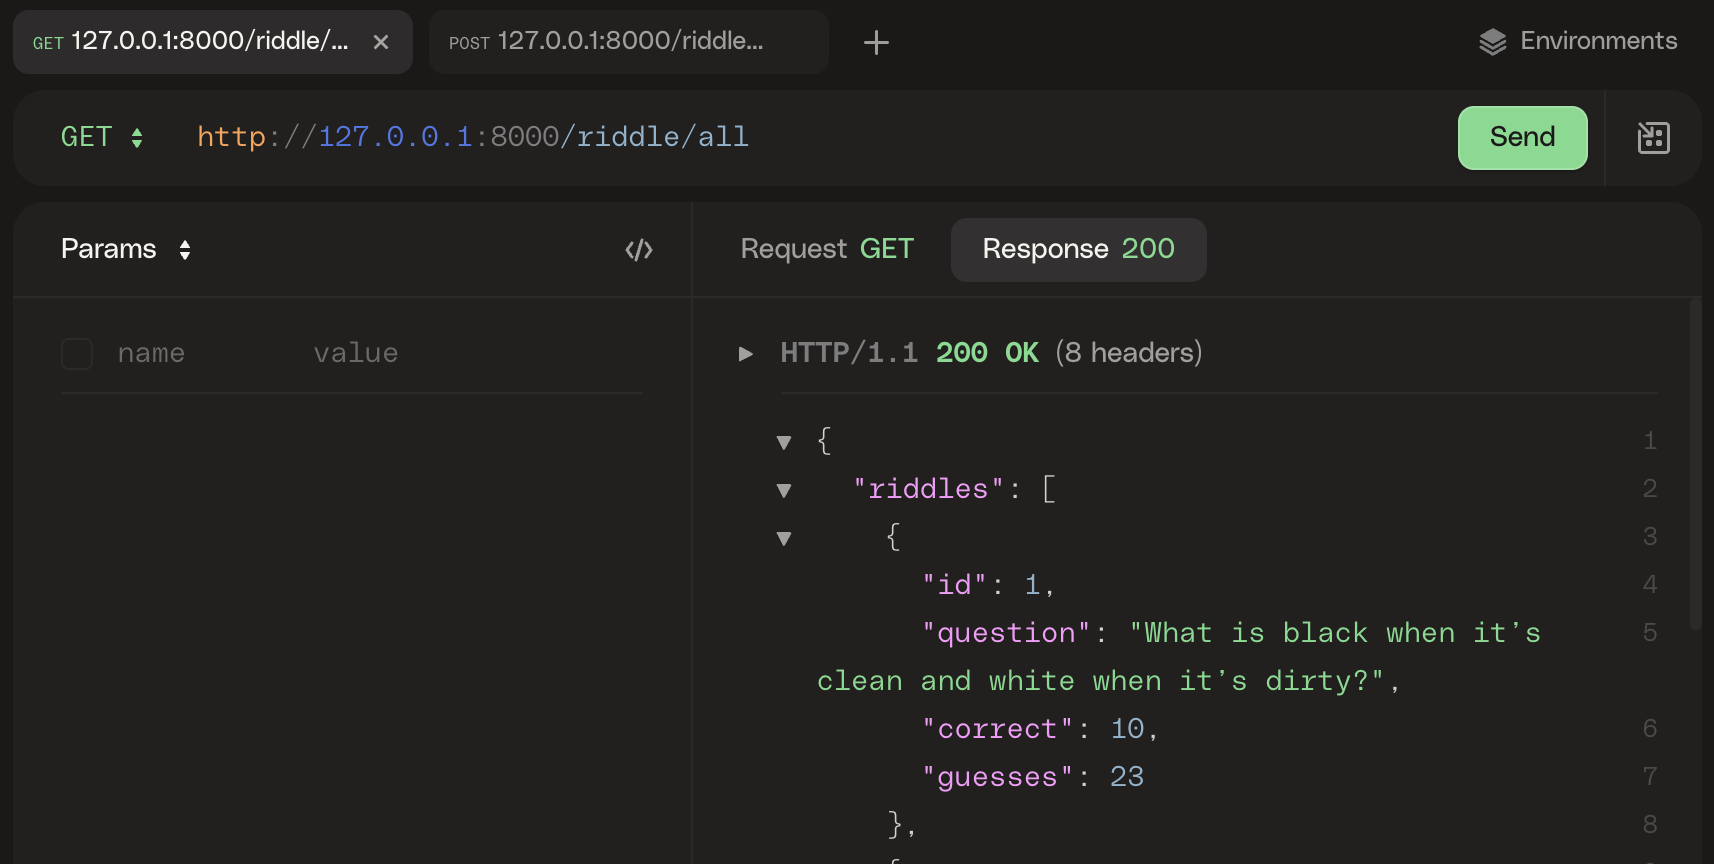 GET 127.0.0.1:8000/riddle/...
POST 127.0.0.1:8000/riddle...
Environments
GET http://127.0.0.1:8000/riddle/all
Send
Params
</>
Request GET
Response 200
name value
HTTP/1.1 200 OK (8 headers)
{ 1
"riddles": [ 2
{ 3
"id": 1, 4
"question": "What is black when it’s 5
clean and white when it’s dirty?",
"correct": 10, 6
"guesses": 23 7
}, 8